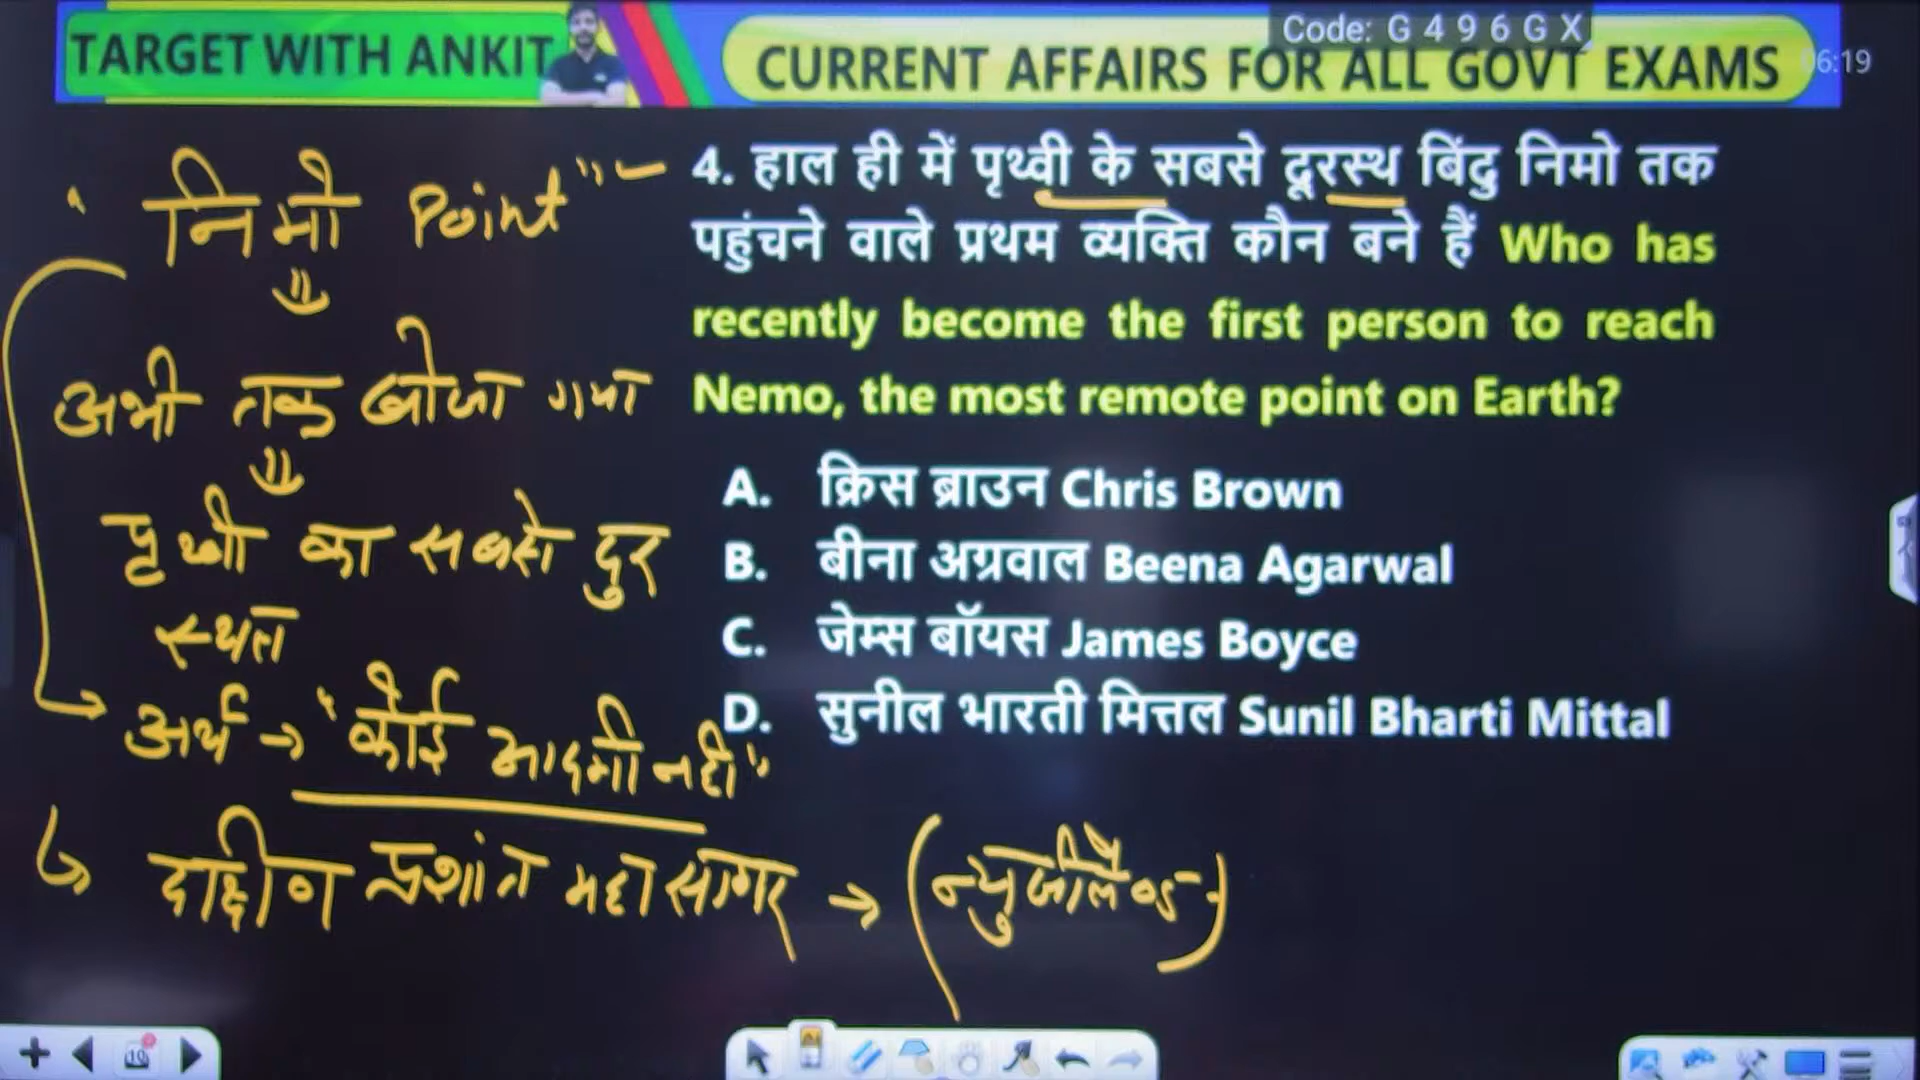 TARGET WITH ANKIT
CURRENT AFFAIRS FOR ALL GOVT EXAMS
Code: G 4 9 6 G X
06:19
"निमो Point" -
अभी तक खोजा गया
पृथ्वी का सबसे दुर
स्थल
अर्थ → "कोई आदमी नही"
दक्षिण प्रशांत महासागर → (न्युजीलैण्ड)
4. हाल ही में पृथ्वी के सबसे दूरस्थ बिंदु निमो तक
पहुंचने वाले प्रथम व्यक्ति कौन बने हैं Who has
recently become the first person to reach
Nemo, the most remote point on Earth?
A. क्रिस ब्राउन Chris Brown
B. बीना अग्रवाल Beena Agarwal
C. जेम्स बॉयस James Boyce
D. सुनील भारती मित्तल Sunil Bharti Mittal
10